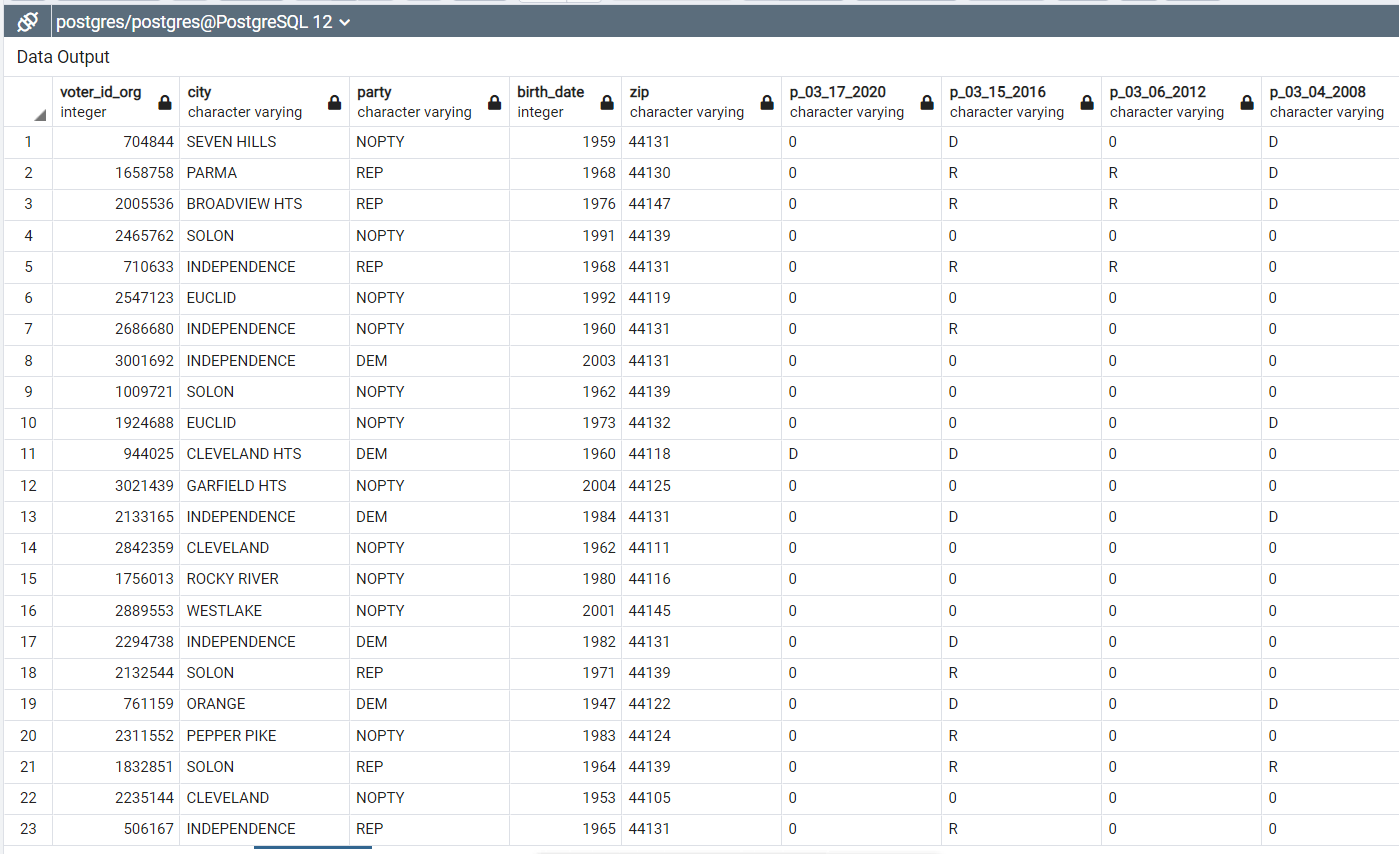 postgres/postgres@PostgreSQL 12
Data Output
voter_id_org city party birth_date zip p_03_17_2020 p_03_15_2016 p_03_06_2012 p_03_04_2008
integer character varying character varying integer character varying character varying character varying character varying character varying
1 704844 SEVEN HILLS NOPTY 1959 44131 0 D 0 D
2 1658758 PARMA REP 1968 44130 0 R R D
3 2005536 BROADVIEW HTS REP 1976 44147 0 R R D
4 2465762 SOLON NOPTY 1991 44139 0 0 0 0
5 710633 INDEPENDENCE REP 1968 44131 0 R R 0
6 2547123 EUCLID NOPTY 1992 44119 0 0 0 0
7 2686680 INDEPENDENCE NOPTY 1960 44131 0 R 0 0
8 3001692 INDEPENDENCE DEM 2003 44131 0 0 0 0
9 1009721 SOLON NOPTY 1962 44139 0 0 0 0
10 1924688 EUCLID NOPTY 1973 44132 0 0 0 D
11 944025 CLEVELAND HTS DEM 1960 44118 D D 0 0
12 3021439 GARFIELD HTS NOPTY 2004 44125 0 0 0 0
13 2133165 INDEPENDENCE DEM 1984 44131 0 D 0 D
14 2842359 CLEVELAND NOPTY 1962 44111 0 0 0 0
15 1756013 ROCKY RIVER NOPTY 1980 44116 0 0 0 0
16 2889553 WESTLAKE NOPTY 2001 44145 0 0 0 0
17 2294738 INDEPENDENCE DEM 1982 44131 0 D 0 0
18 2132544 SOLON REP 1971 44139 0 R 0 0
19 761159 ORANGE DEM 1947 44122 0 D 0 D
20 2311552 PEPPER PIKE NOPTY 1983 44124 0 R 0 0
21 1832851 SOLON REP 1964 44139 0 R 0 R
22 2235144 CLEVELAND NOPTY 1953 44105 0 0 0 0
23 506167 INDEPENDENCE REP 1965 44131 0 R 0 0